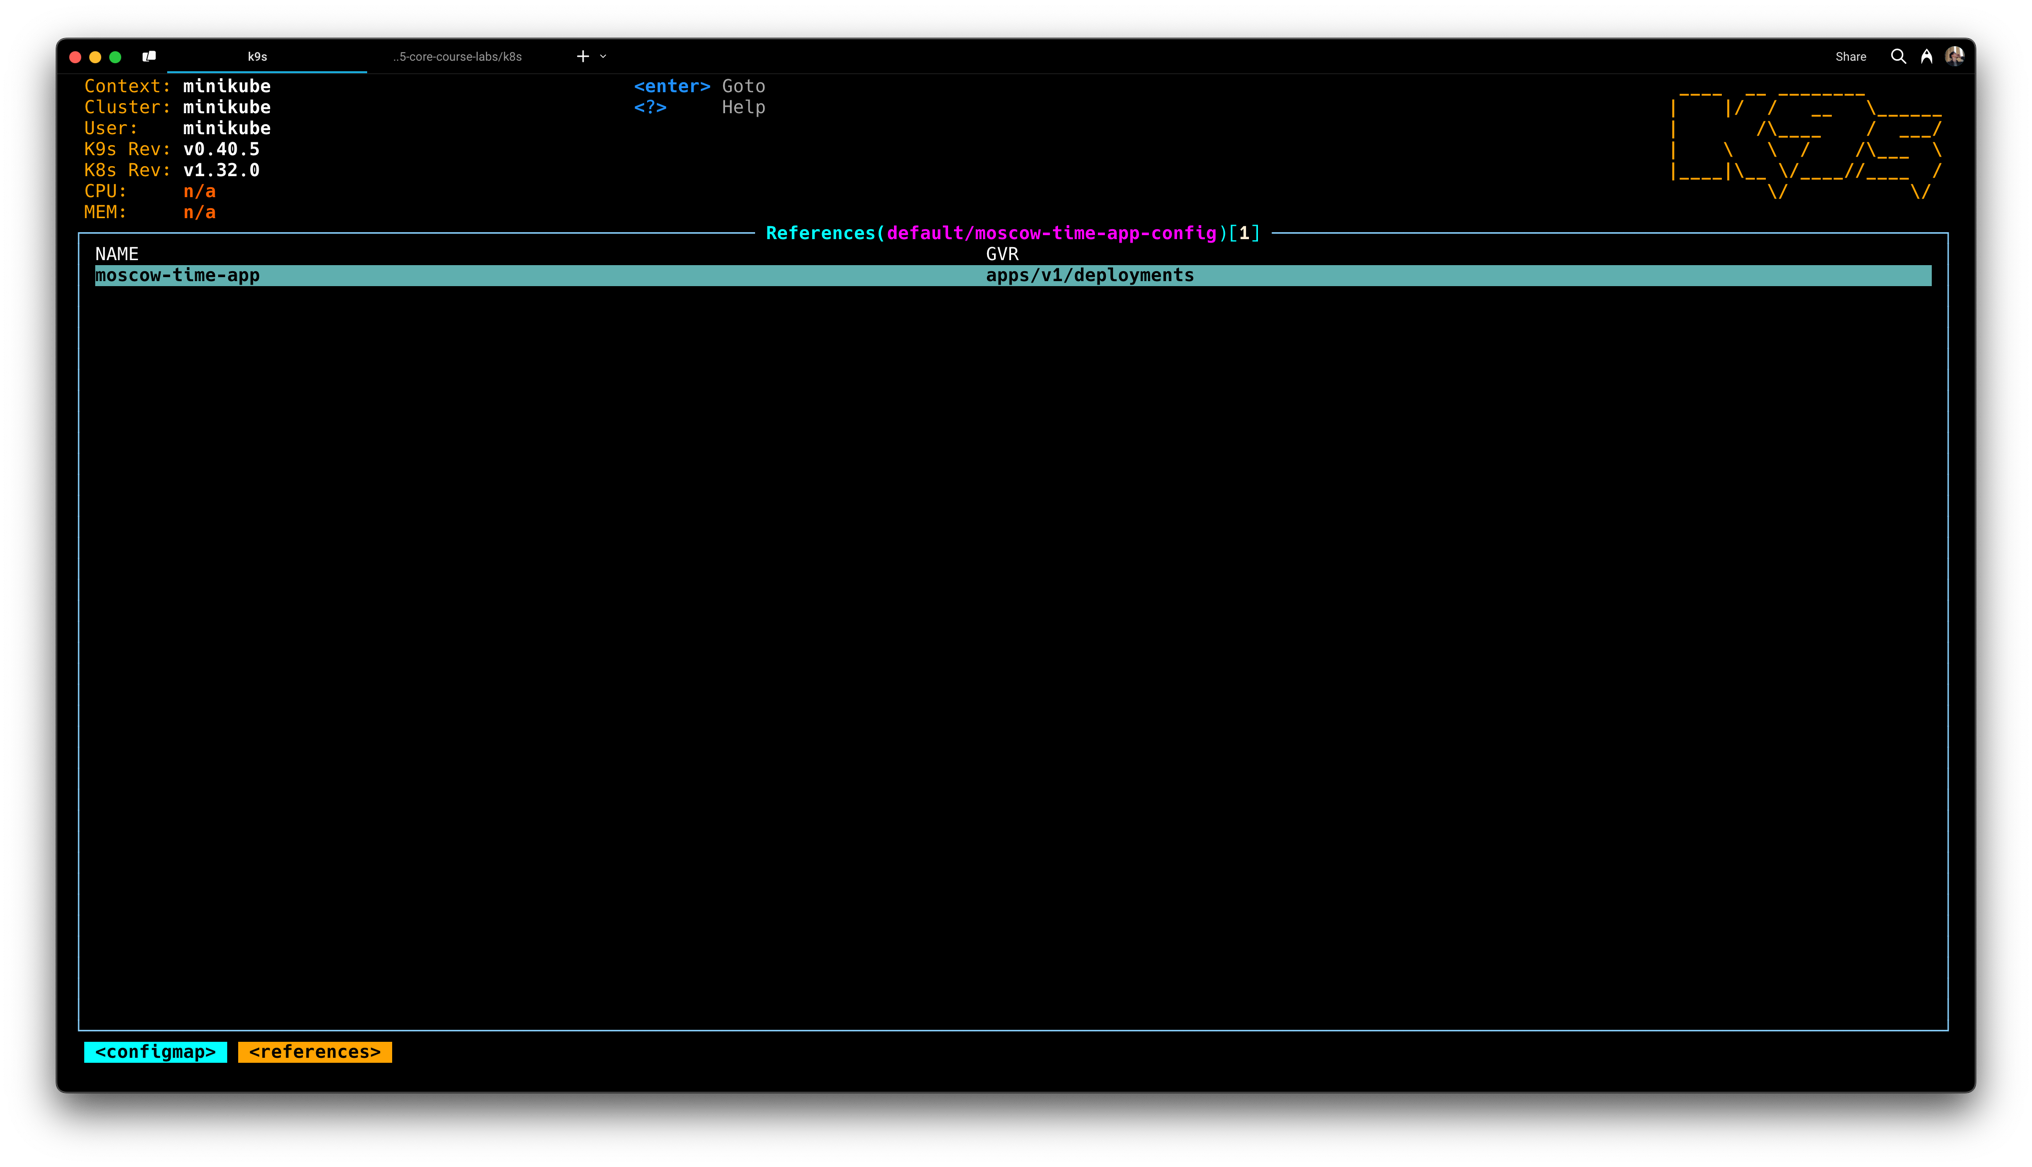 k9s ..5-core-course-labs/k8s Share
Context: minikube <enter> Goto
Cluster: minikube <?> Help
User: minikube
K9s Rev: v0.40.5
K8s Rev: v1.32.0
CPU: n/a
MEM: n/a
References(default/moscow-time-app-config)[1]
NAME GVR
moscow-time-app apps/v1/deployments
<configmap> <references>